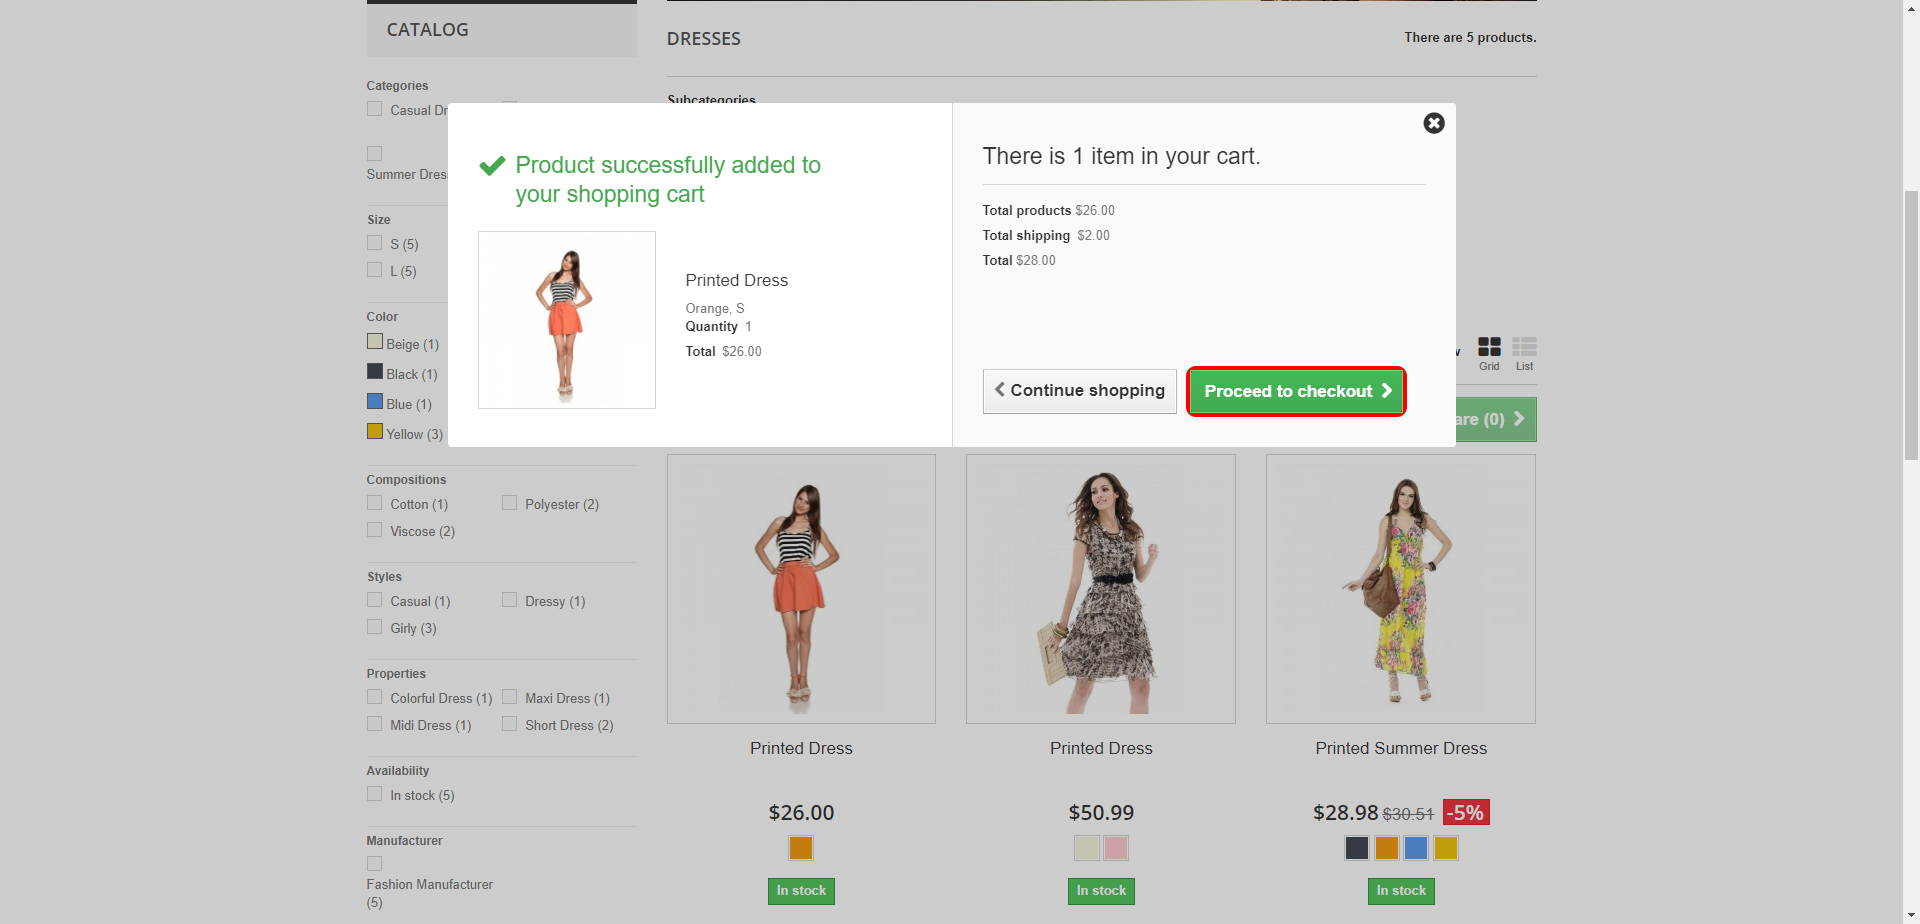 CATALOG
DRESSES
There are 5 products.
Categories
Subcategories
Casual Dr
Summer Dres
Size
S (5)
L (5)
Color
Beige (1)
Black (1)
Blue (1)
Yellow (3)
Product successfully added to
your shopping cart
Printed Dress
Orange, S
Quantity 1
Total $26.00
There is 1 item in your cart.
Total products $26.00
Total shipping $2.00
Total $28.00
Continue shopping
Proceed to checkout
Grid
List
are (0)
Compositions
Cotton (1)
Polyester (2)
Viscose (2)
Styles
Casual (1)
Dressy (1)
Girly (3)
Properties
Colorful Dress (1)
Maxi Dress (1)
Midi Dress (1)
Short Dress (2)
Availability
In stock (5)
Manufacturer
Fashion Manufacturer
(5)
Printed Dress
$26.00
In stock
Printed Dress
$50.99
In stock
Printed Summer Dress
$28.98 $30.51 -5%
In stock